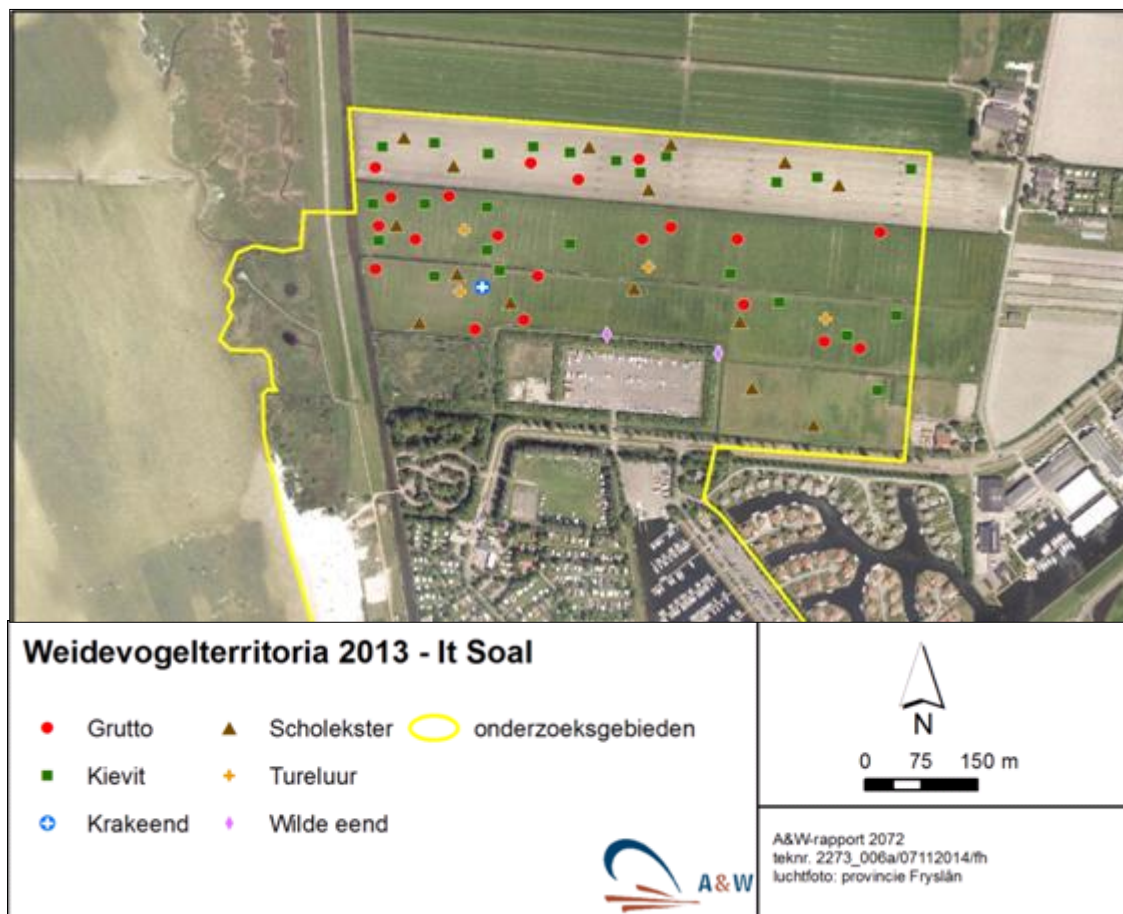 Weidevogelterritoria 2013 - It Soal
Grutto
Scholekster
onderzoeksgebieden
Kievit
Tureluur
Krakeend
Wilde eend
A&W
N
0 75 150 m
A&W-rapport 2072
teknr. 2273_006a/07112014/fh
luchtfoto: provincie Fryslân